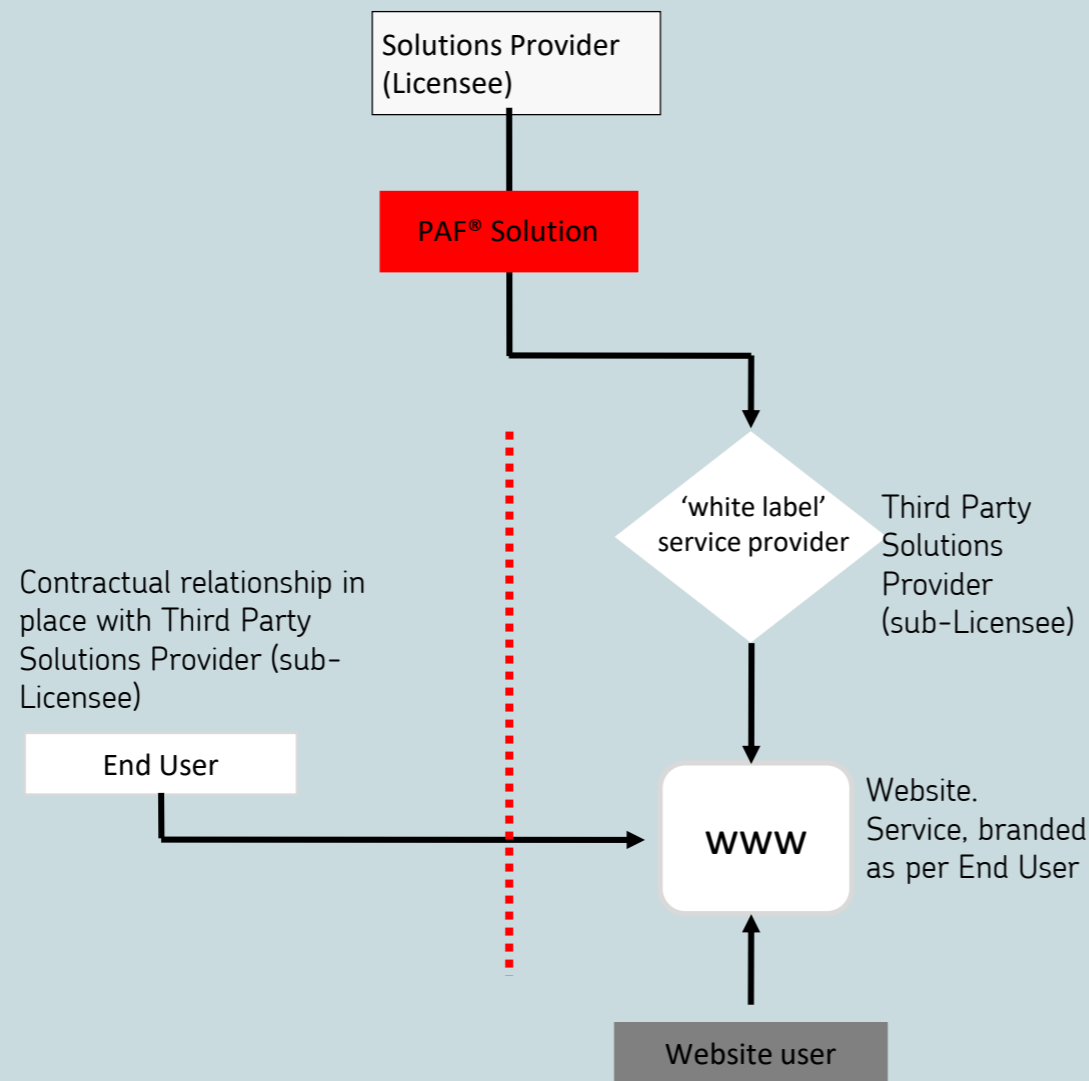 Solutions Provider
(Licensee)
PAF® Solution
‘white label’
service provider
Third Party
Solutions
Provider
(sub-Licensee)
Contractual relationship in
place with Third Party
Solutions Provider (sub-
Licensee)
End User
www
Website.
Service, branded
as per End User
Website user